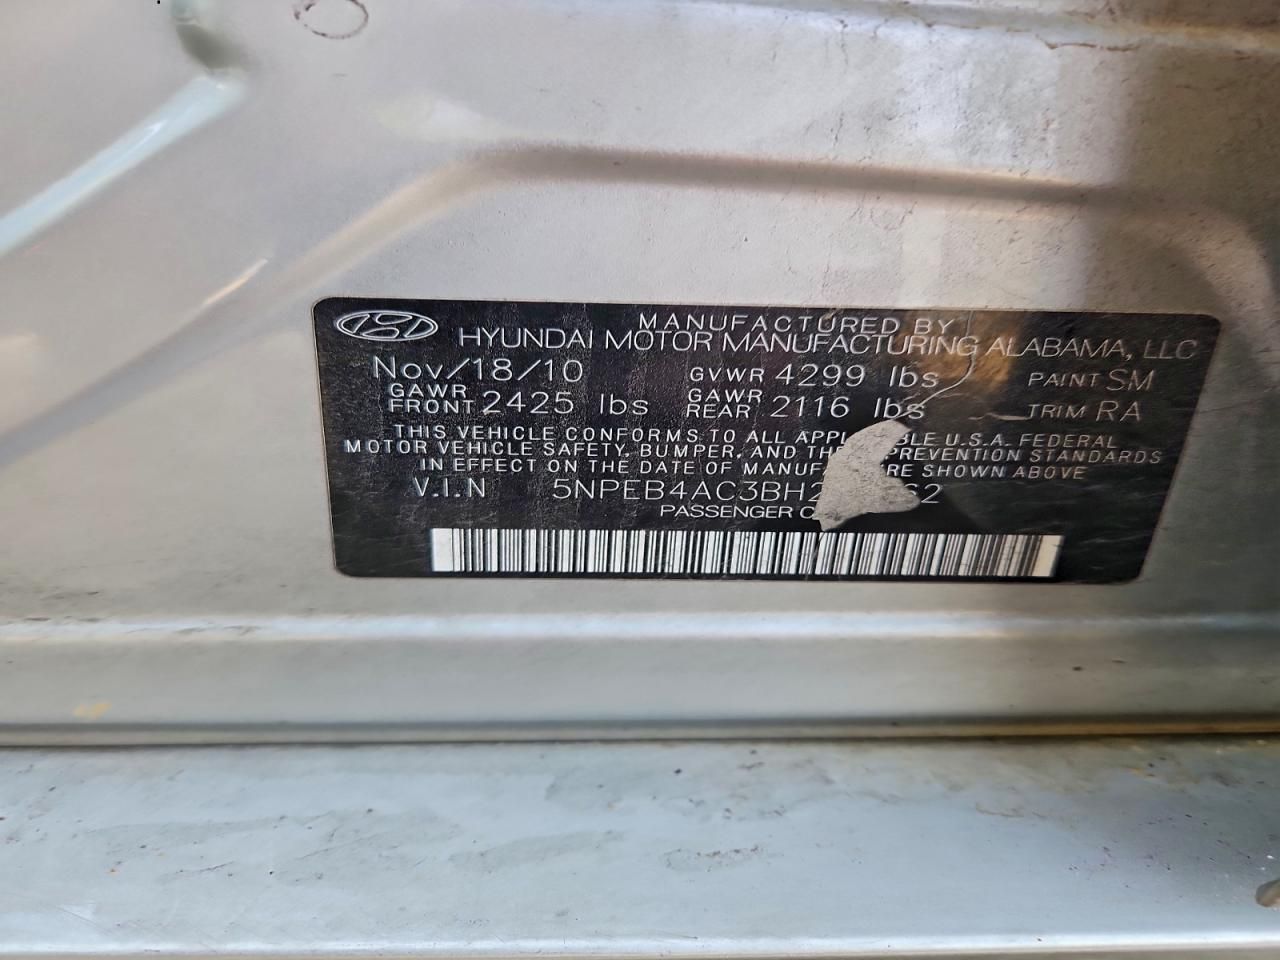 MANUFACTURED BY
HYUNDAI MOTOR MANUFACTURING ALABAMA, LLC
Nov/18/10 GVWR 4299 lbs PAINT SM
GAWR FRONT 2425 lbs GAWR REAR 2116 lbs TRIM RA
THIS VEHICLE CONFORMS TO ALL U.S.A. FEDERAL
MOTOR VEHICLE SAFETY, BUMPER, AND STANDARDS
IN EFFECT ON THE DATE OF SHOWN ABOVE
V.I.N
PASSENGER